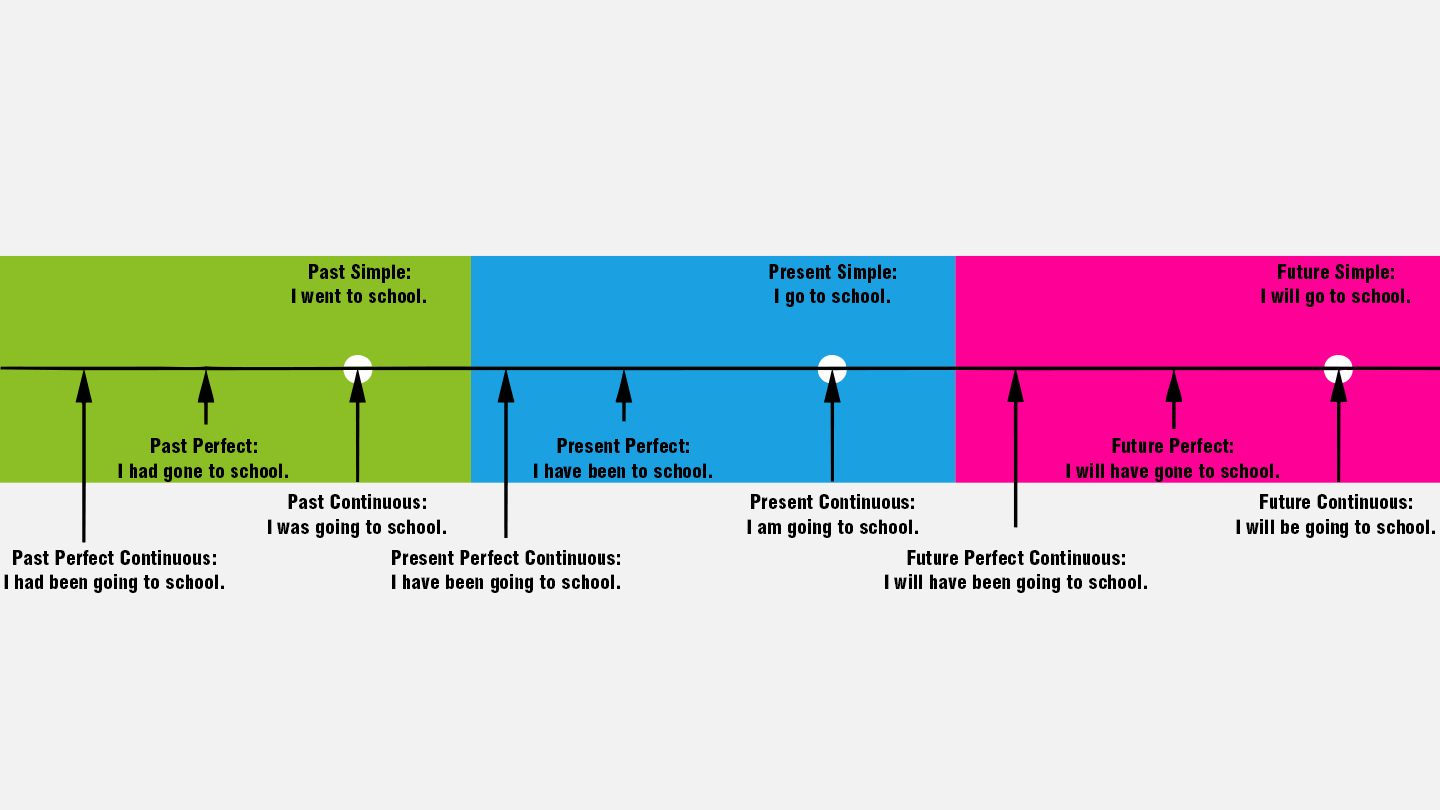 Past Simple:
I went to school.
Present Simple:
I go to school.
Future Simple:
I will go to school.
Past Perfect:
I had gone to school.
Present Perfect:
I have been to school.
Future Perfect:
I will have gone to school.
Past Continuous:
I was going to school.
Present Continuous:
I am going to school.
Future Continuous:
I will be going to school.
Past Perfect Continuous:
I had been going to school.
Present Perfect Continuous:
I have been going to school.
Future Perfect Continuous:
I will have been going to school.